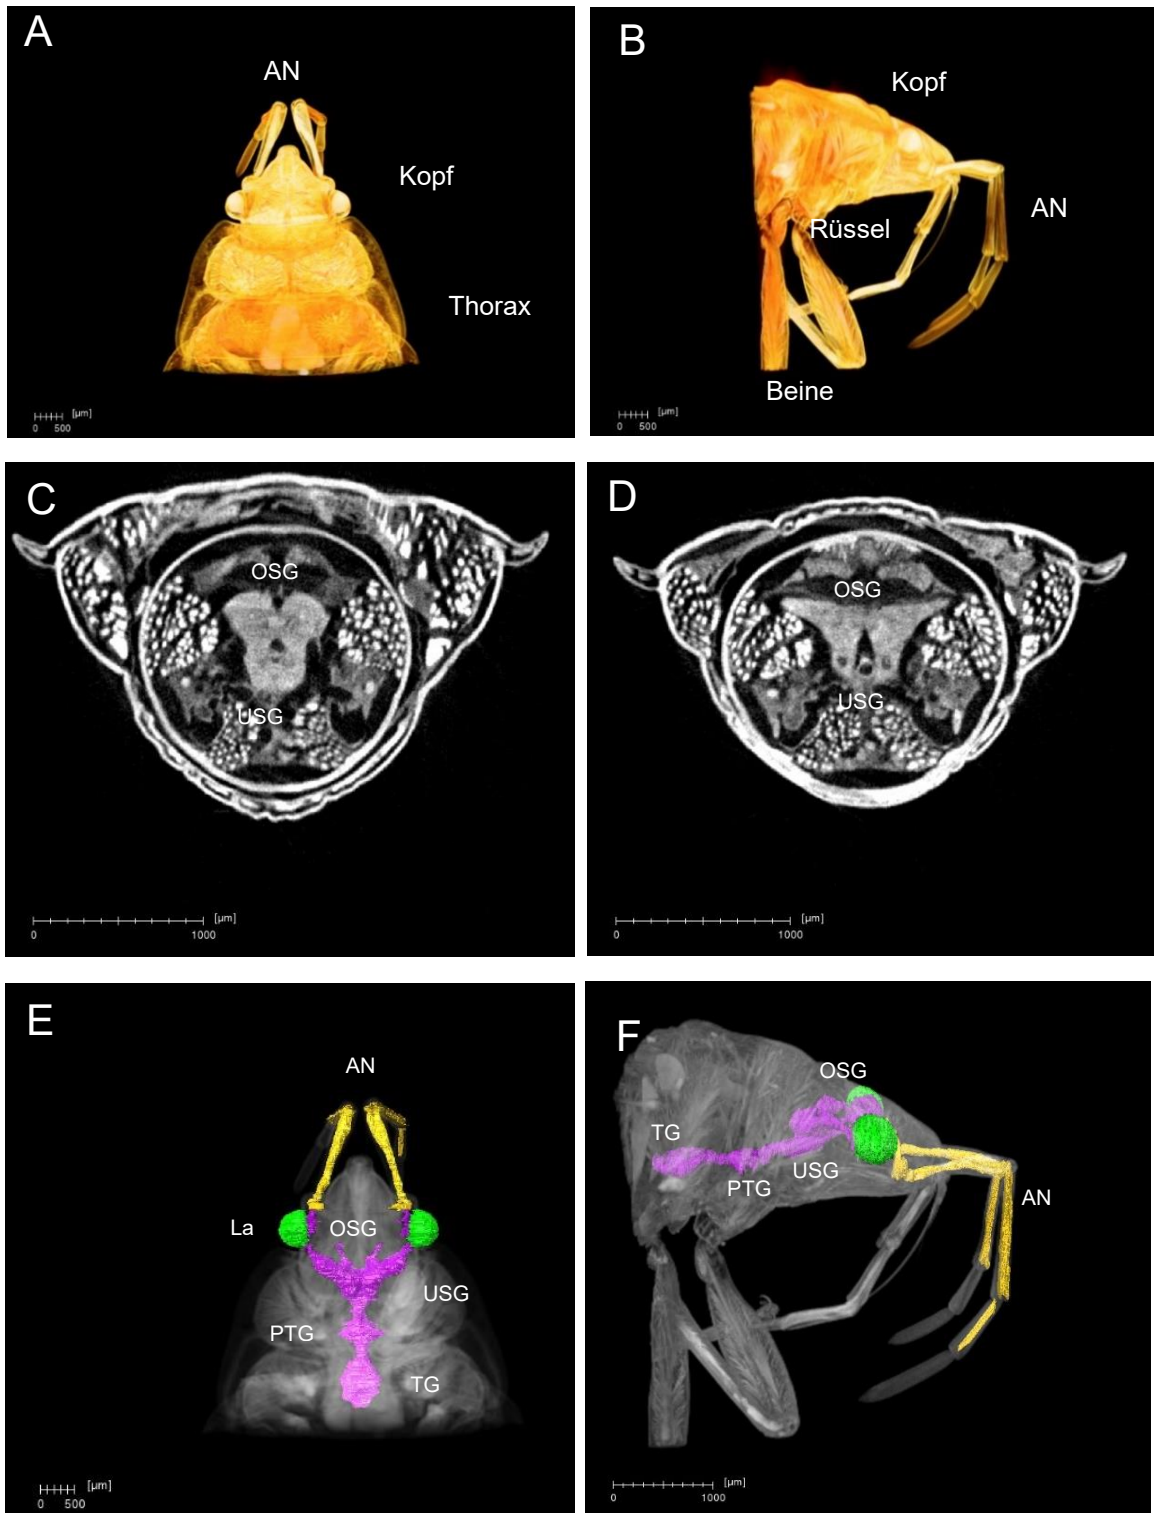 A
AN
Kopf
Thorax
[µm]
0 500
B
Kopf
AN
Rüssel
Beine
[µm]
0 500
C
OSG
USG
[µm]
0 1000
D
OSG
USG
[µm]
0 1000
E
AN
La
OSG
USG
PTG
TG
[µm]
0 500
F
OSG
TG
USG
PTG
AN
[µm]
0 1000